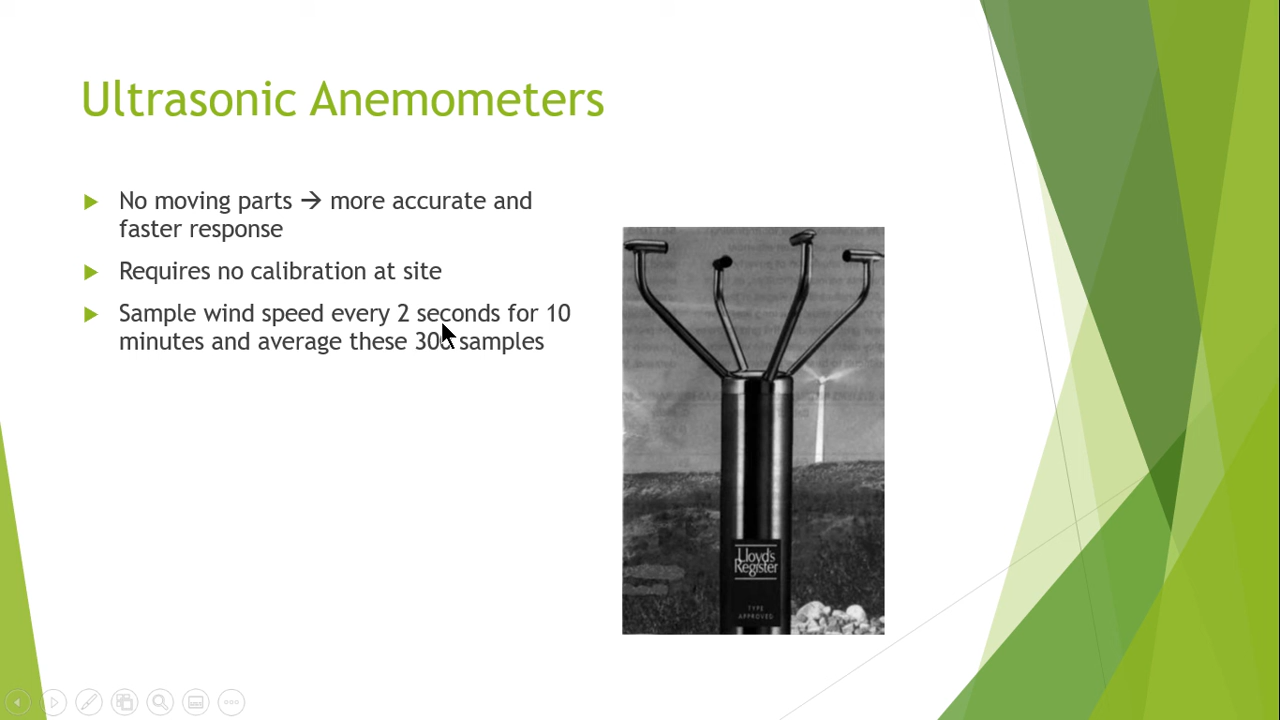 Ultrasonic Anemometers
No moving parts → more accurate and
faster response
Requires no calibration at site
Sample wind speed every 2 seconds for 10
minutes and average these 300 samples
Lloyd's
Register
TYPE
APPROVED